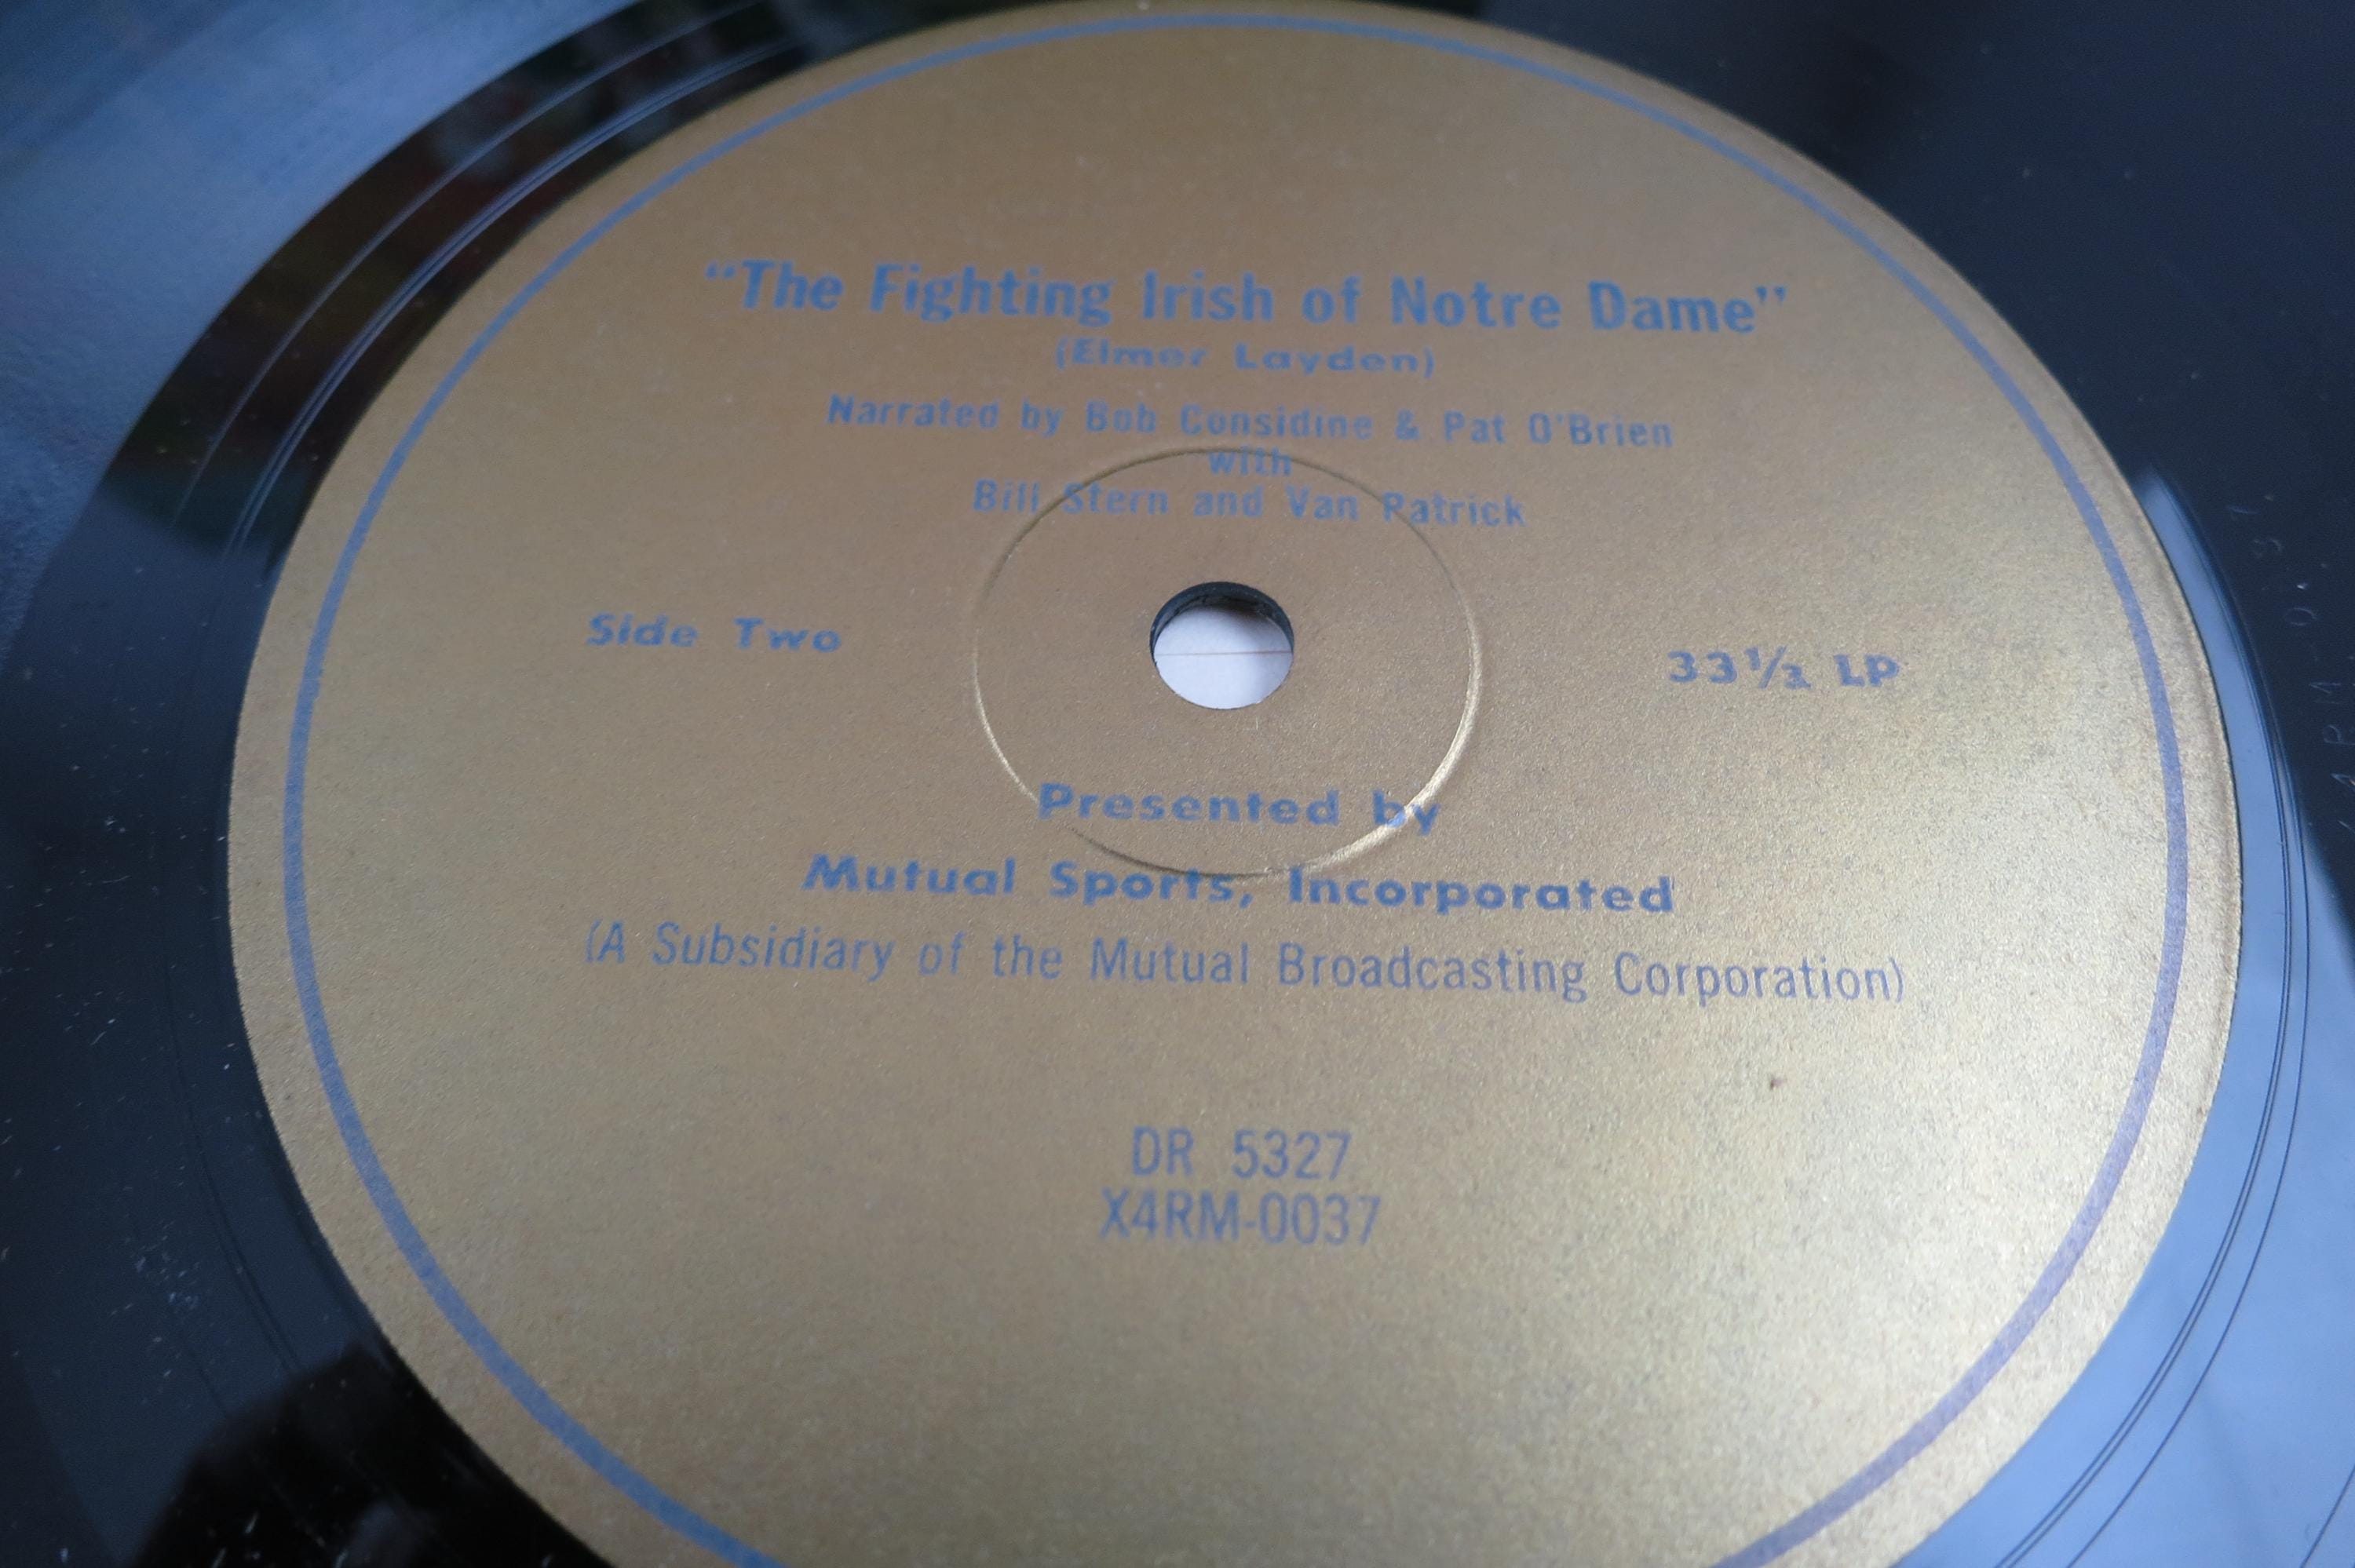 "The Fighting Irish of Notre Dame"
(Elmer Layden)
Narrated by Bob Considine & Pat O'Brien
with
Bill Stern and Van Patrick
Side Two
33 1/3 LP
Presented by
Mutual Sports, Incorporated
(A Subsidiary of the Mutual Broadcasting Corporation)
DR 5327
X4RM-0037